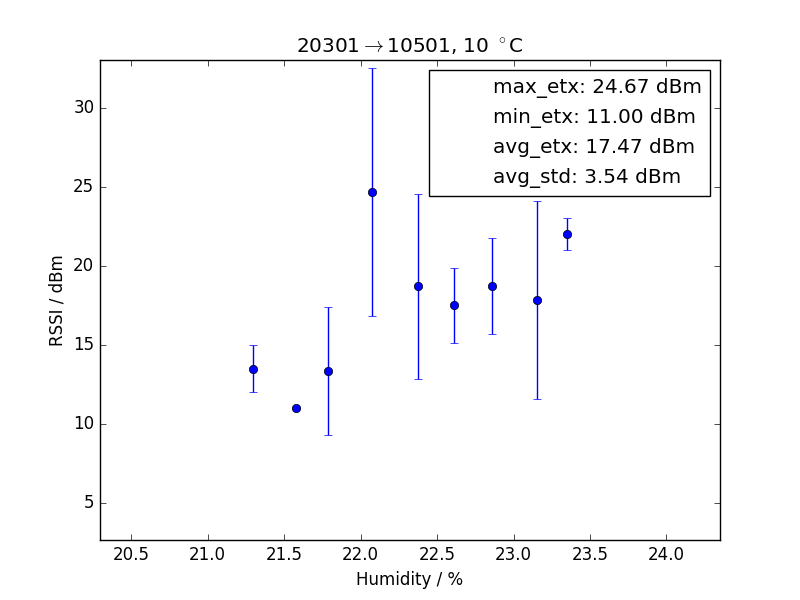 20301→10501, 10 °C
max_etx: 24.67 dBm
min_etx: 11.00 dBm
avg_etx: 17.47 dBm
avg_std: 3.54 dBm
30
25
20
15
10
5
RSSI / dBm
20.5 21.0 21.5 22.0 22.5 23.0 23.5 24.0
Humidity / %